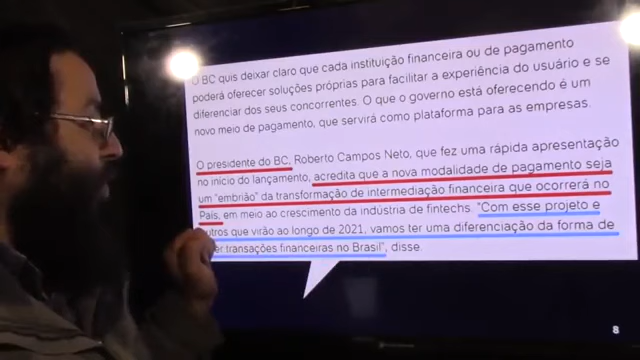 O BC quis deixar claro que cada instituição financeira ou de pagamento
poderá oferecer soluções próprias para facilitar a experiência do usuário e se
diferenciar dos seus concorrentes. O que o governo está oferecendo é um
novo meio de pagamento, que servirá como plataforma para as empresas.
O presidente do BC, Roberto Campos Neto, que fez uma rápida apresentação
no início do lançamento, acredita que a nova modalidade de pagamento seja
um "embrião" da transformação de intermediação financeira que ocorrerá no
País, em meio ao crescimento da indústria de fintechs. "Com esse projeto e
outros que virão ao longo de 2021, vamos ter uma diferenciação da forma de
transações financeiras no Brasil", disse.
8